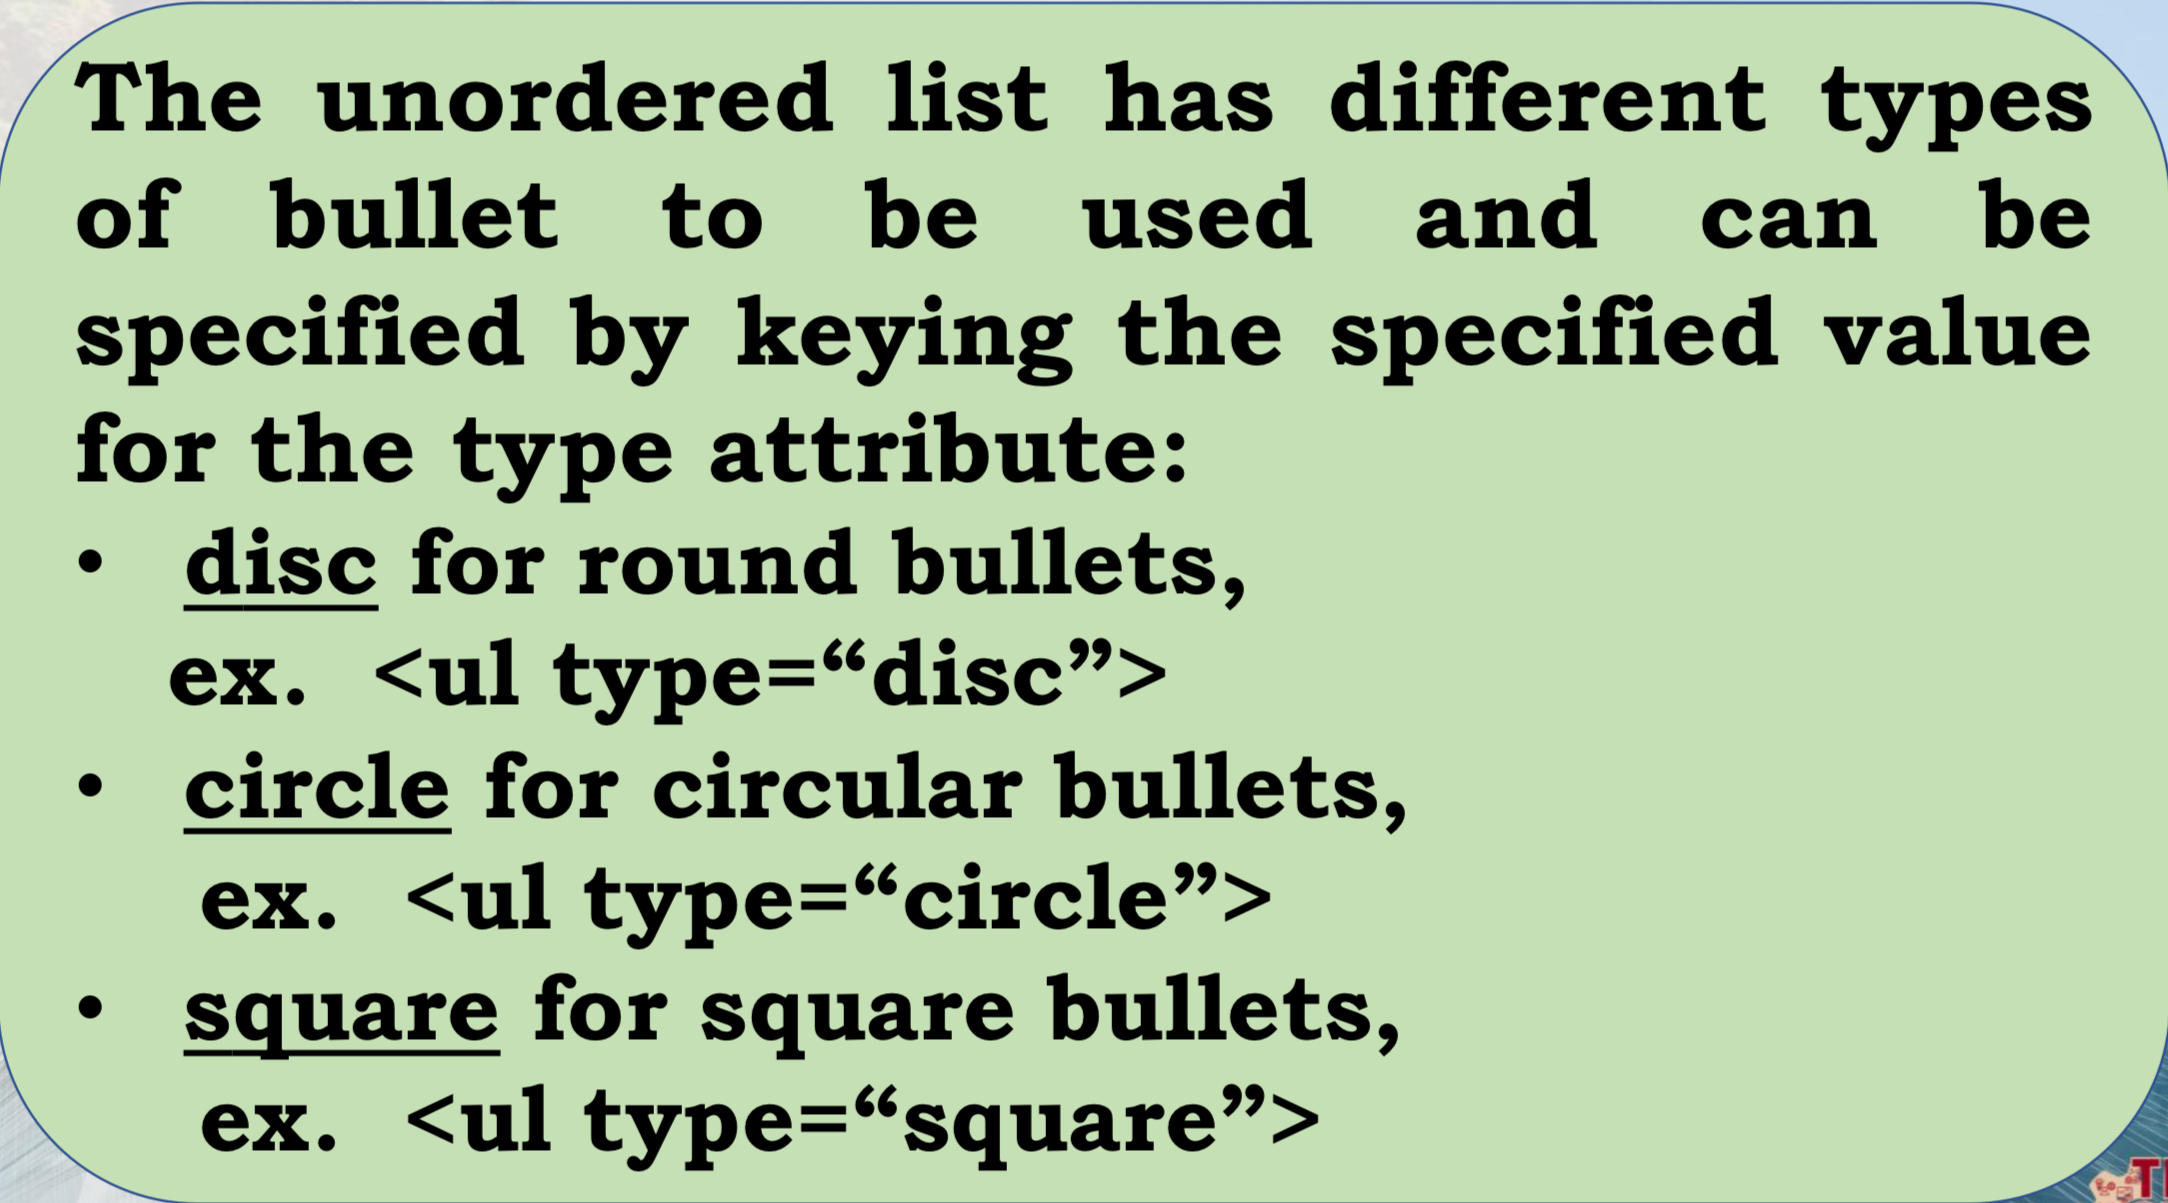 The unordered list has different types
of bullet to be used and can be
specified by keying the specified value
for the type attribute:
• disc for round bullets,
ex. <ul type=“disc”>
• circle for circular bullets,
ex. <ul type=“circle”>
• square for square bullets,
ex. <ul type=“square”>